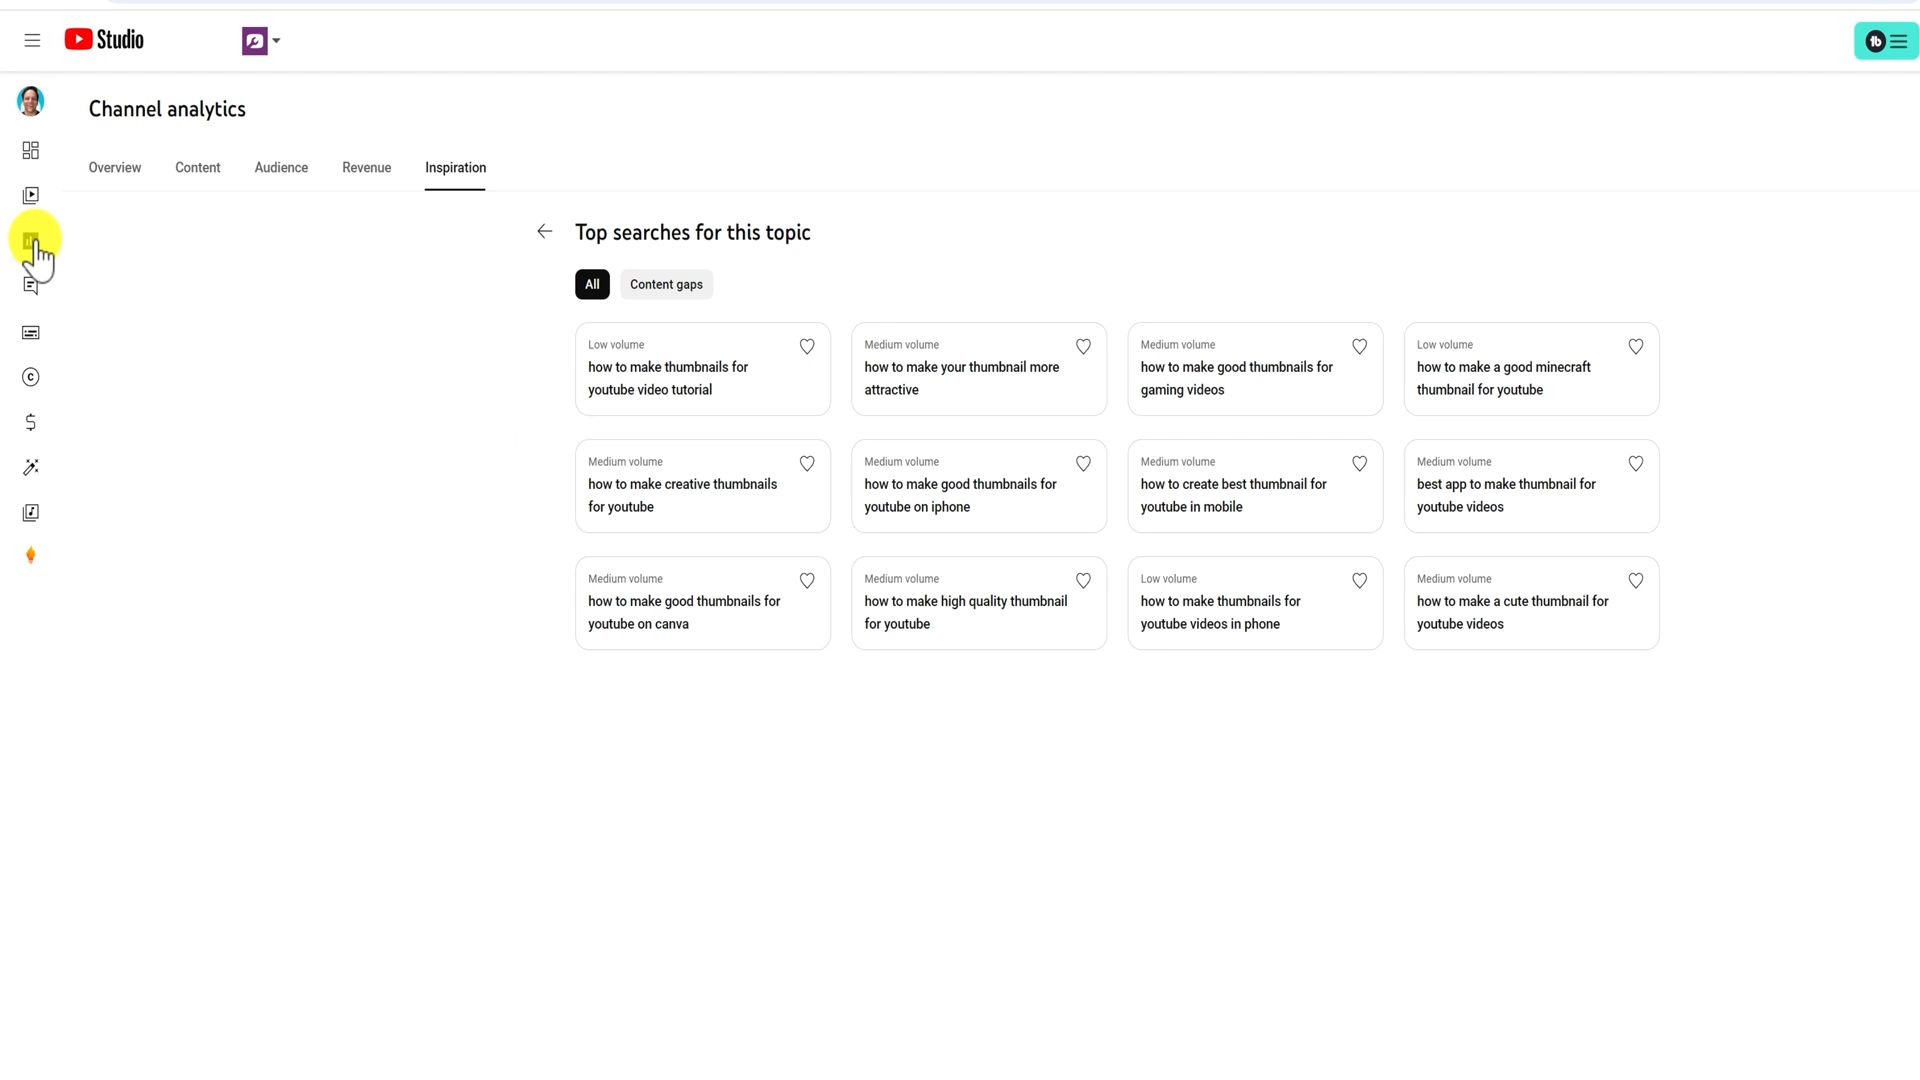 Studio
tb
Channel analytics
Overview Content Audience Revenue Inspiration
Top searches for this topic
All Content gaps
Low volume
how to make thumbnails for
youtube video tutorial
Medium volume
how to make your thumbnail more
attractive
Medium volume
how to make good thumbnails for
gaming videos
Low volume
how to make a good minecraft
thumbnail for youtube
Medium volume
how to make creative thumbnails
for youtube
Medium volume
how to make good thumbnails for
youtube on iphone
Medium volume
how to create best thumbnail for
youtube in mobile
Medium volume
best app to make thumbnail for
youtube videos
Medium volume
how to make good thumbnails for
youtube on canva
Medium volume
how to make high quality thumbnail
for youtube
Low volume
how to make thumbnails for
youtube videos in phone
Medium volume
how to make a cute thumbnail for
youtube videos